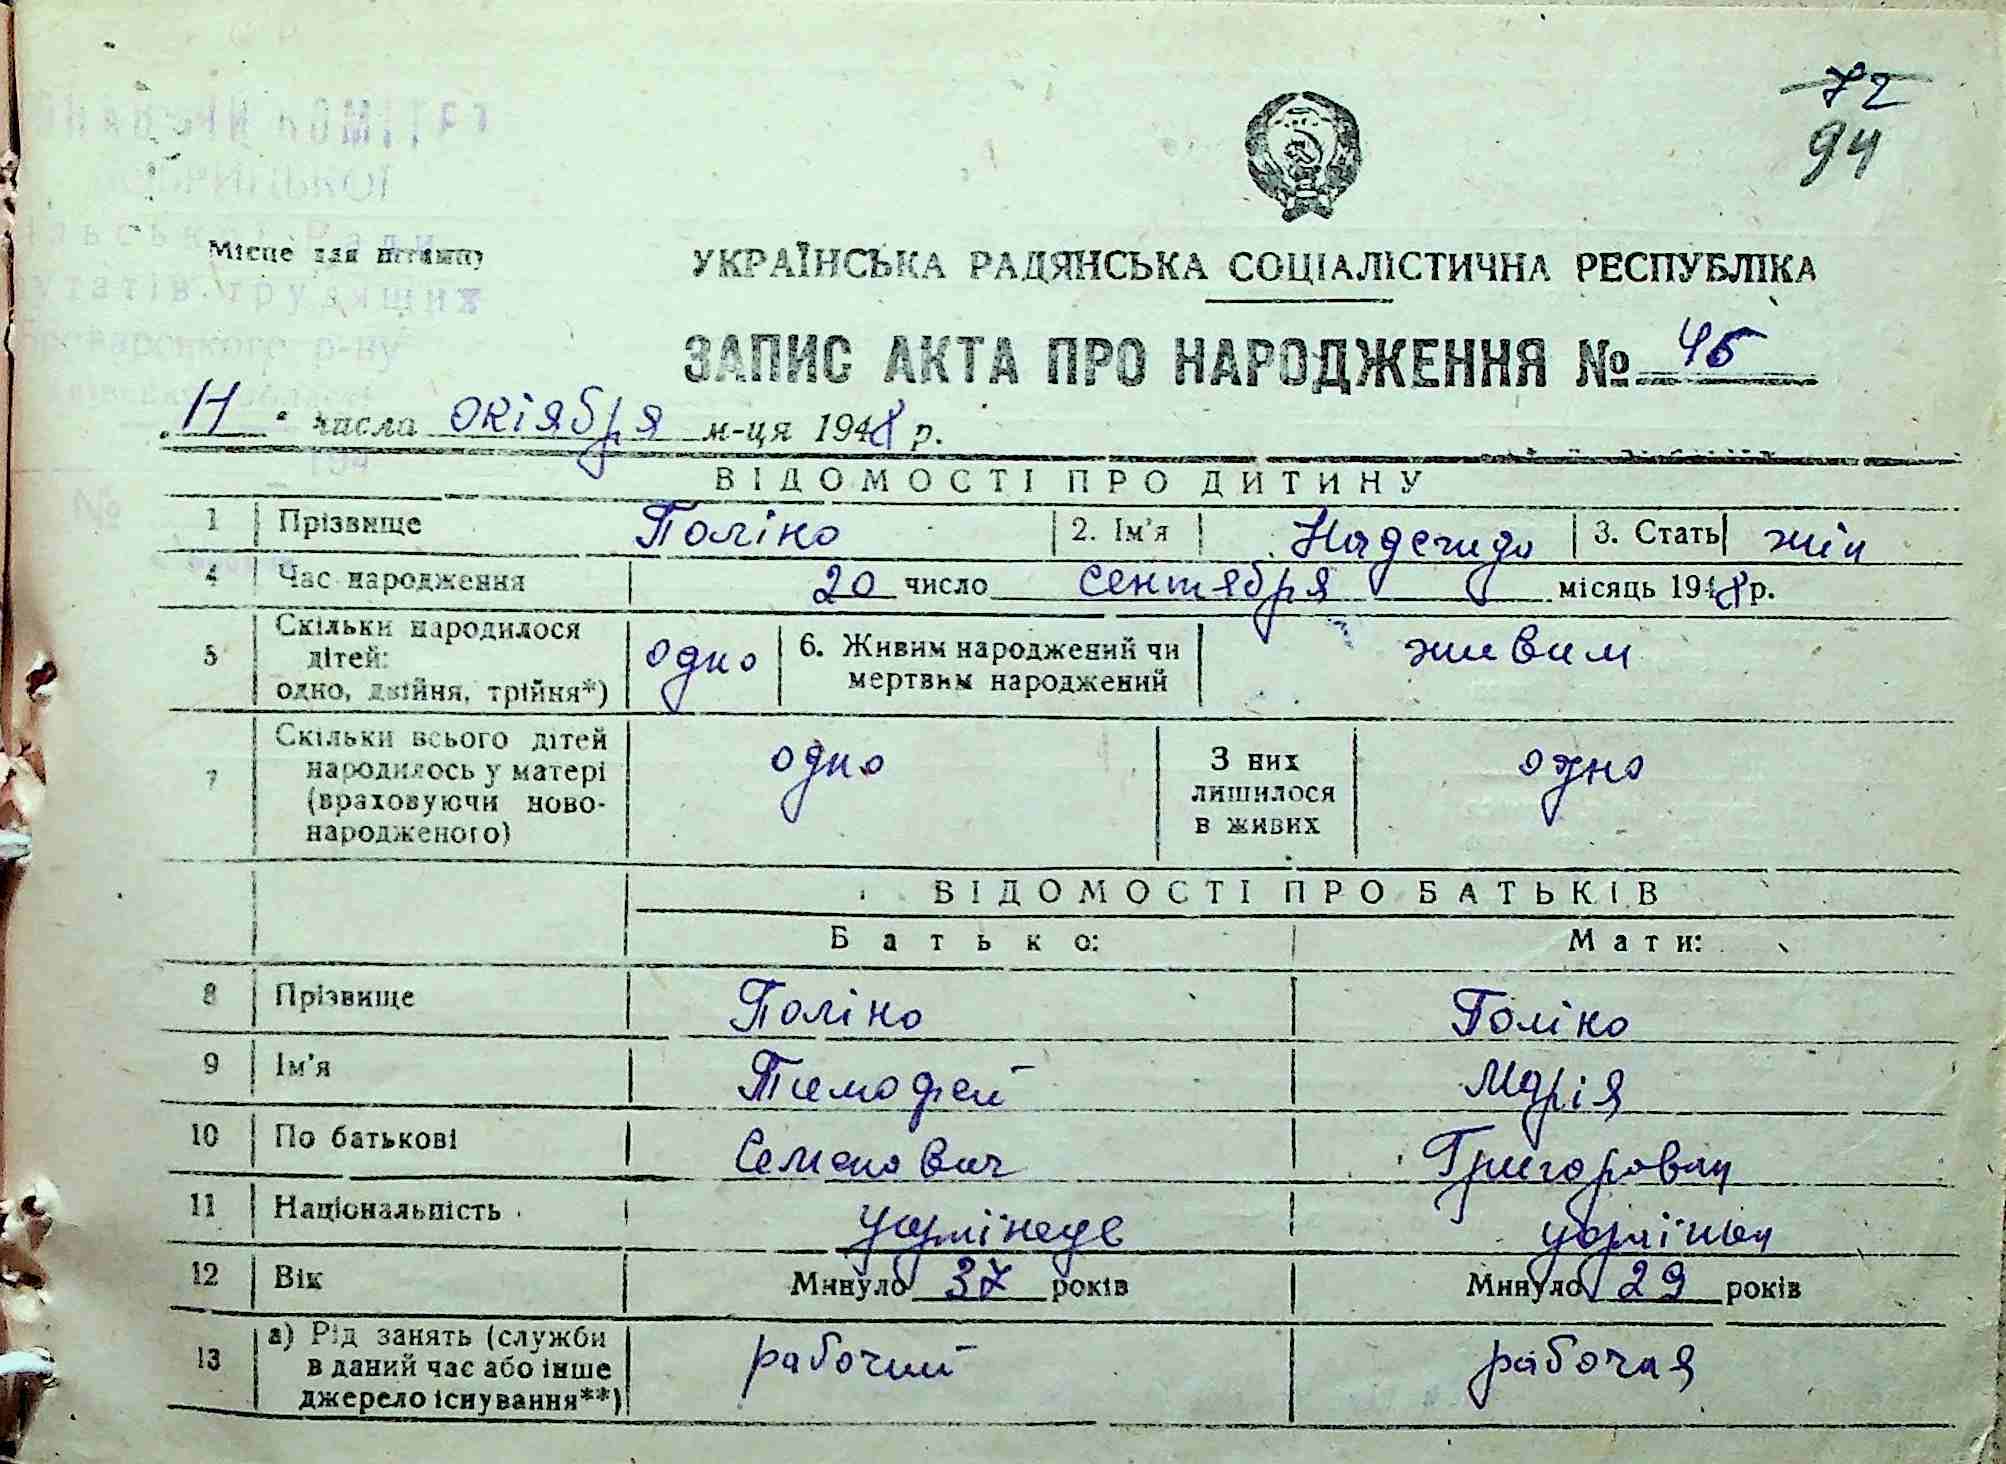 72
94
Місце для штампу
УКРАЇНСЬКА РАДЯНСЬКА СОЦІАЛІСТИЧНА РЕСПУБЛІКА
ЗАПИС АКТА ПРО НАРОДЖЕННЯ № 46
11 числа октября м-ця 1948 р.
ВІДОМОСТІ ПРО ДИТИНУ
1 Прізвище Поліно 2. Ім'я Надежда 3. Стать жін
4 Час народження 20 число сентября місяць 1948 р.
5 Скільки народилося дітей: одно, двійня, трійня*) одно 6. Живим народжений чи мертвим народжений живим
7 Скільки всього дітей народилось у матері (враховуючи новонародженого) одно З них лишилося в живих одно
ВІДОМОСТІ ПРО БАТЬКІВ
Батько: Мати:
8 Прізвище Поліно Поліно
9 Ім'я Тимофей Марія
10 По батькові Семенович Григоровна
11 Національність
12 Вік Минуло 37 років Минуло 29 років
13 а) Рід занять (служби в даний час або інше джерело існування**) рабочий рабочая